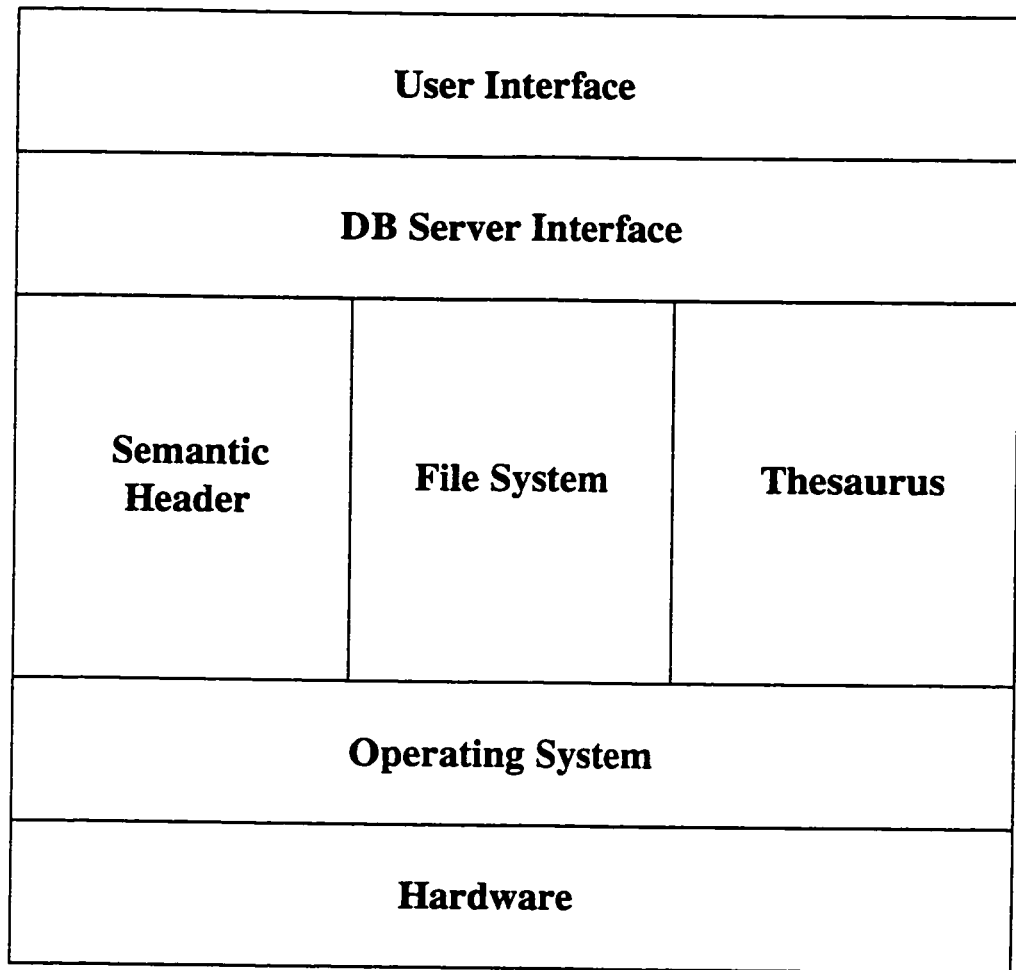 User Interface
DB Server Interface
Semantic
Header
File System
Thesaurus
Operating System
Hardware